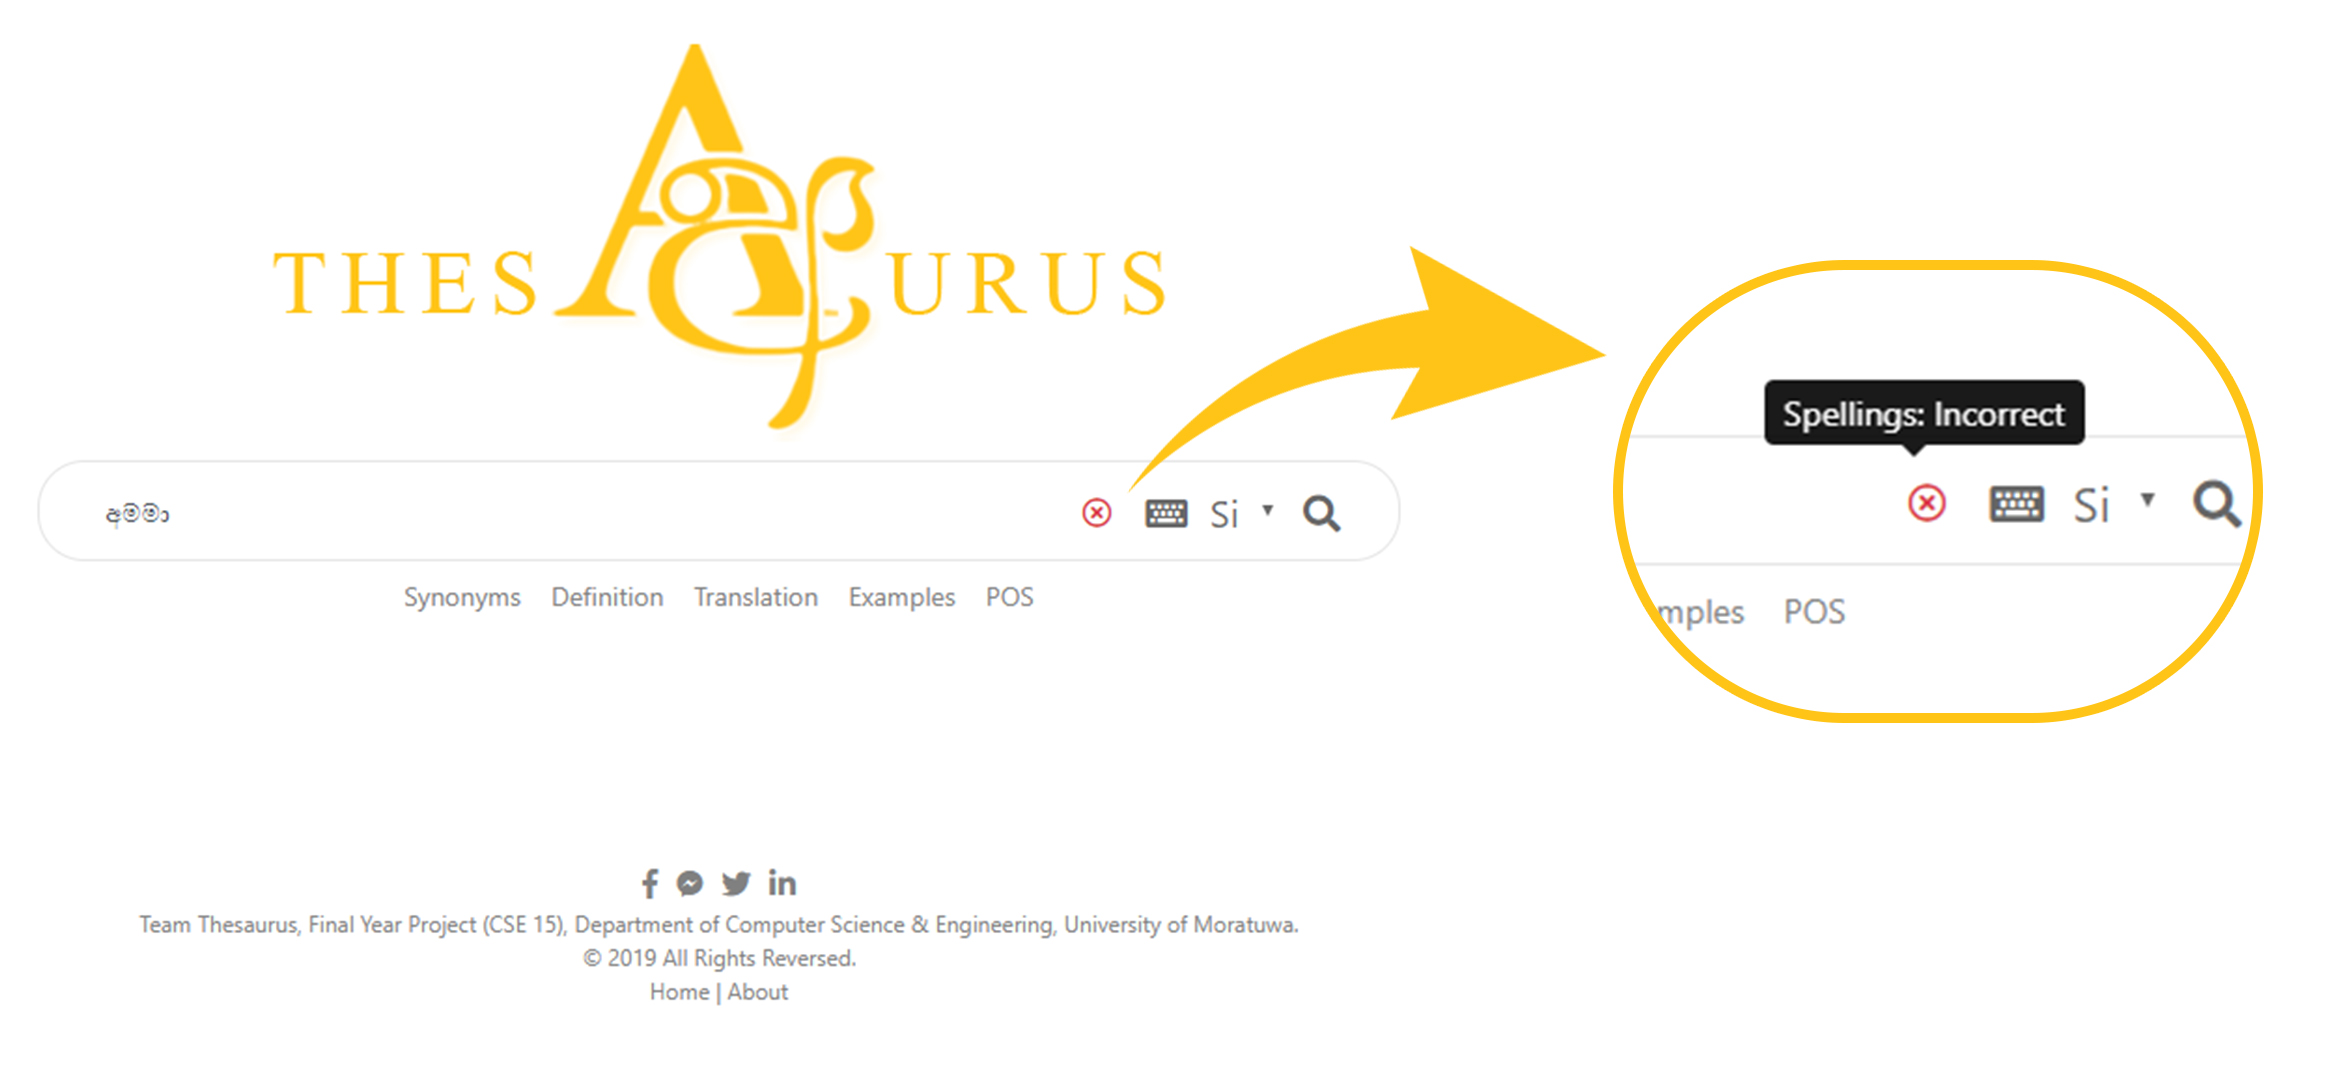 THESAURUS
අමමා
Si
Synonyms Definition Translation Examples POS
Spellings: Incorrect
Si
mples POS
Team Thesaurus, Final Year Project (CSE 15), Department of Computer Science & Engineering, University of Moratuwa.
© 2019 All Rights Reversed.
Home | About